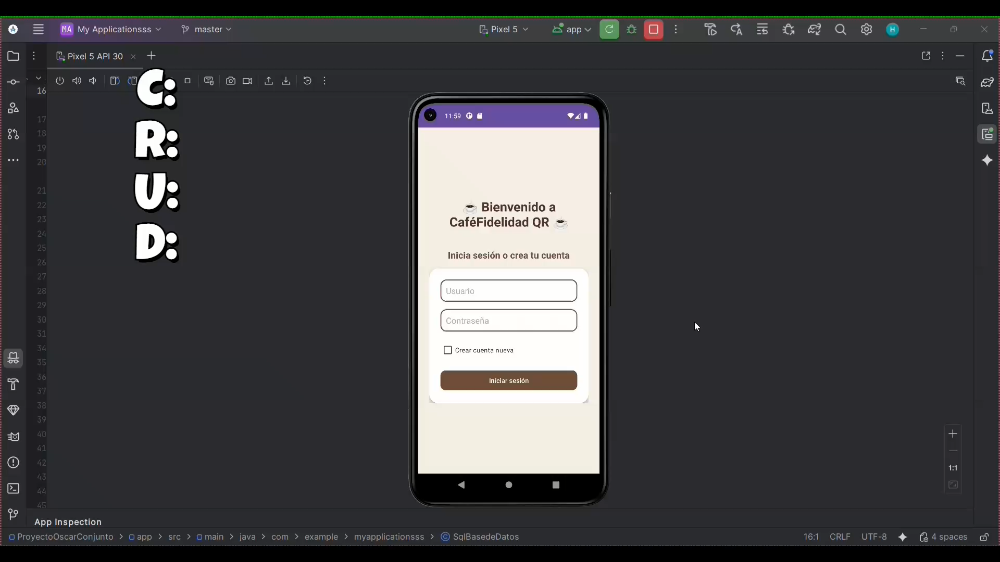 MA My Applicationsss master Pixel 5 app H
Pixel 5 API 30
C:
R:
U:
D:
16
17
18
19
20
21
22
23
24
25
26
27
28
29
30
31
34
35
36
37
38
39
40
41
42
43
44
45
11:59
☕ Bienvenido a
CaféFidelidad QR ☕
Inicia sesión o crea tu cuenta
Usuario
Contraseña
Crear cuenta nueva
Iniciar sesión
1:1
App Inspection
ProyectoOscarConjunto > app > src > main > java > com > example > myapplicationsss > SqlBasedeDatos 16:1 CRLF UTF-8 4 spaces